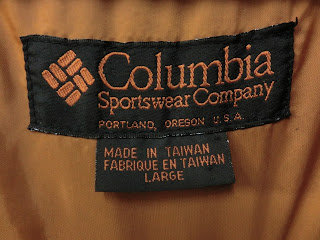 Columbia
Sportswear Company
PORTLAND, OREGON U.S.A.
MADE IN TAIWAN
FABRIQUE EN TAIWAN
LARGE